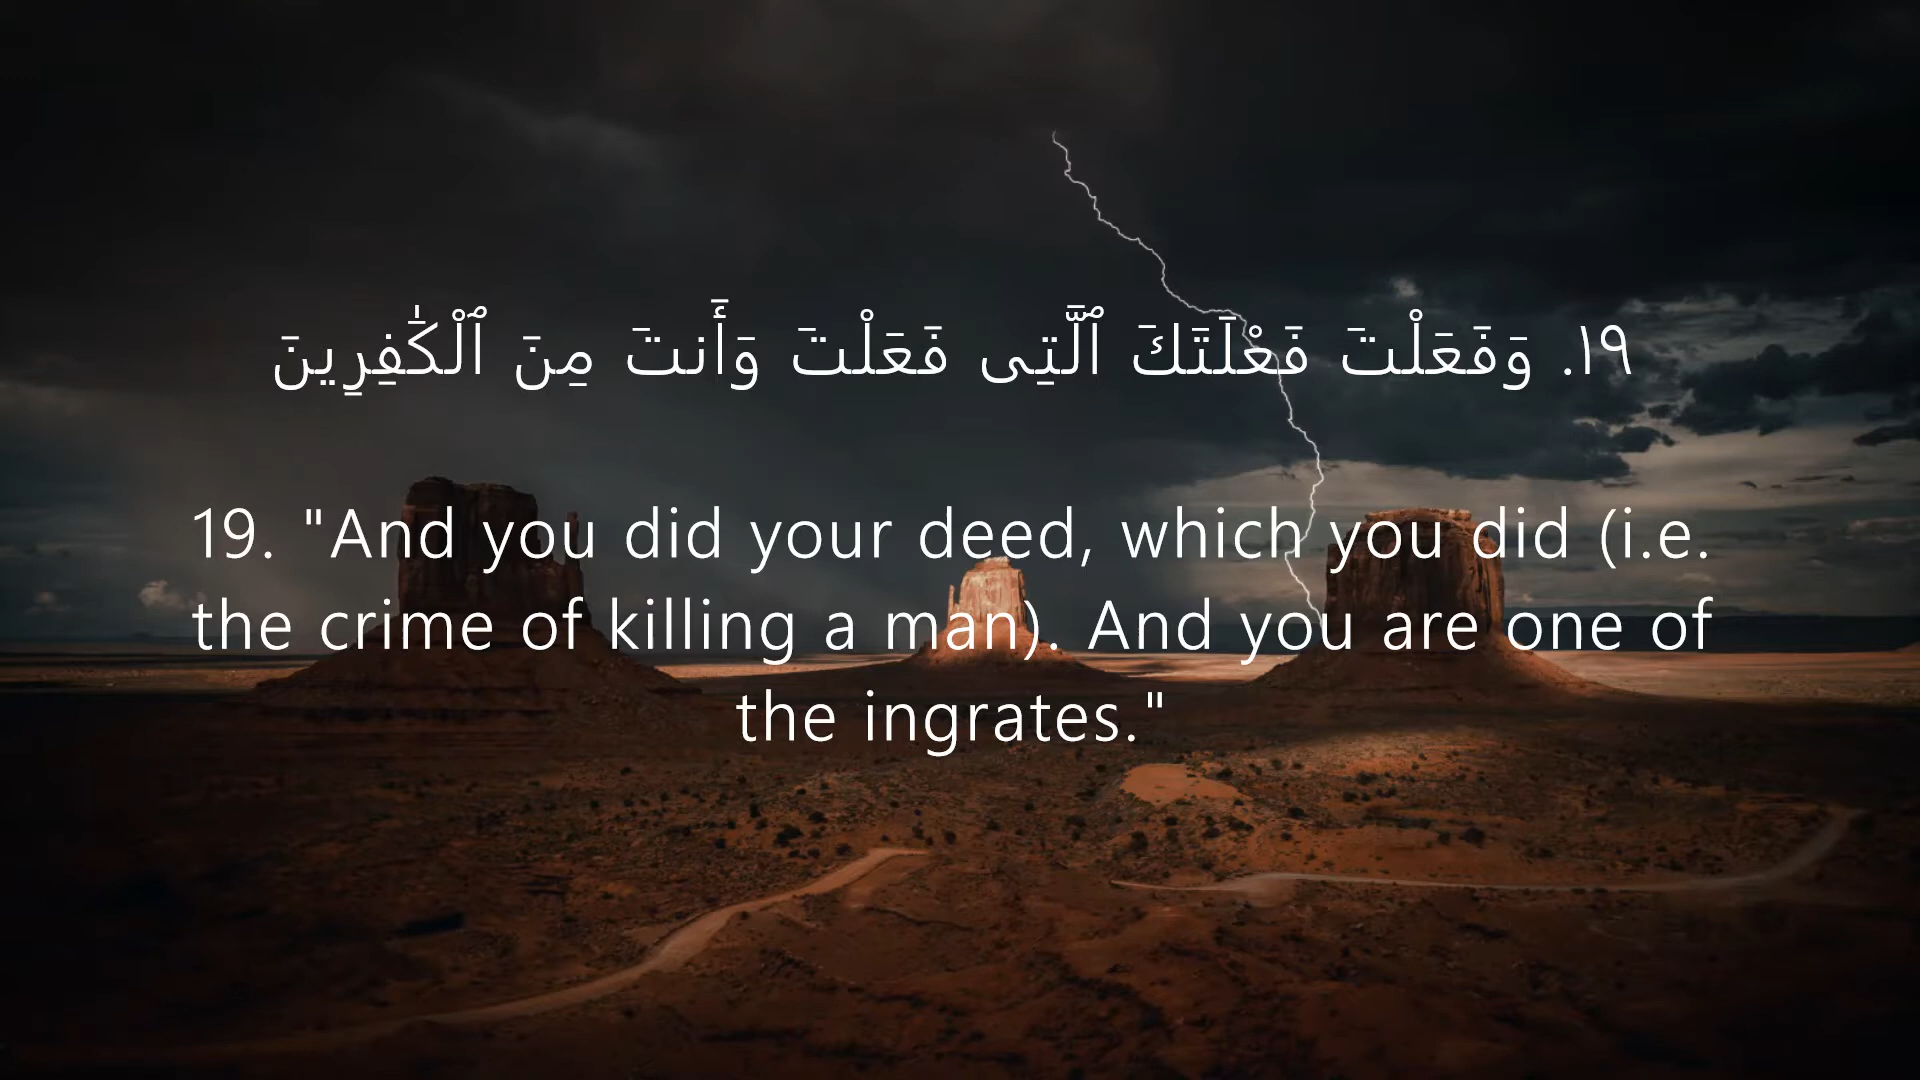 ١٩. وَفَعَلْتَ فَعْلَتَكَ ٱلَّتِى فَعَلْتَ وَأَنتَ مِنَ ٱلْكَٰفِرِينَ
19. "And you did your deed, which you did (i.e.
the crime of killing a man). And you are one of
the ingrates."